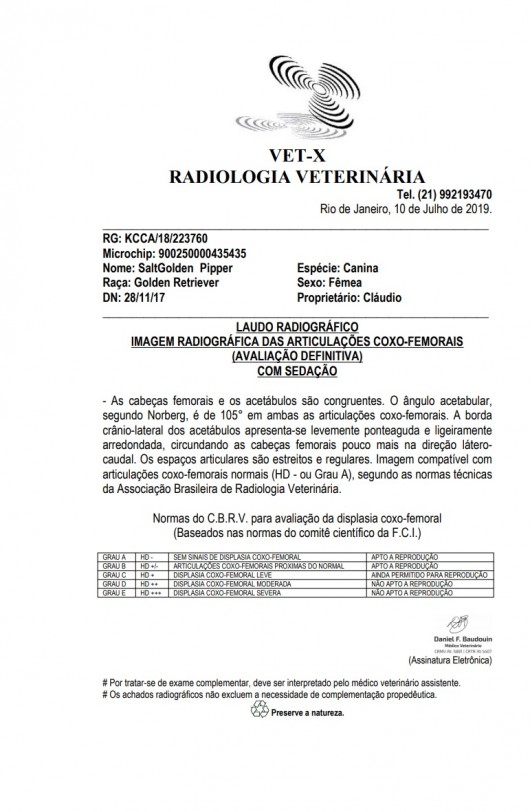 VET-X
RADIOLOGIA VETERINÁRIA
Tel. (21) 992193470
Rio de Janeiro, 10 de Julho de 2019.
RG: KCCA/18/223760
Microchip: 900250000435435
Nome: SaltGolden Pipper Espécie: Canina
Raça: Golden Retriever Sexo: Fêmea
DN: 28/11/17 Proprietário: Cláudio
LAUDO RADIOGRÁFICO
IMAGEM RADIOGRÁFICA DAS ARTICULAÇÕES COXO-FEMORAIS
(AVALIAÇÃO DEFINITIVA)
COM SEDAÇÃO
- As cabeças femorais e os acetábulos são congruentes. O ângulo acetabular,
segundo Norberg, é de 105° em ambas as articulações coxo-femorais. A borda
crânio-lateral dos acetábulos apresenta-se levemente ponteaguda e ligeiramente
arredondada, circundando as cabeças femorais pouco mais na direção látero-
caudal. Os espaços articulares são estreitos e regulares. Imagem compatível com
articulações coxo-femorais normais (HD - ou Grau A), segundo as normas técnicas
da Associação Brasileira de Radiologia Veterinária.
Normas do C.B.R.V. para avaliação da displasia coxo-femoral
(Baseados nas normas do comitê científico da F.C.I.)
GRAU A HD - SEM SINAIS DE DISPLASIA COXO-FEMORAL APTO A REPRODUÇÃO
GRAU B HD +/- ARTICULAÇÕES COXO-FEMORAIS PROXIMAS DO NORMAL APTO A REPRODUÇÃO
GRAU C HD + DISPLASIA COXO-FEMORAL LEVE AINDA PERMITIDO PARA REPRODUÇÃO
GRAU D HD ++ DISPLASIA COXO-FEMORAL MODERADA NÃO APTO A REPRODUÇÃO
GRAU E HD +++ DISPLASIA COXO-FEMORAL SEVERA NÃO APTO A REPRODUÇÃO
Daniel F. Baudouin
Médico Veterinário
(Assinatura Eletrônica)
# Por tratar-se de exame complementar, deve ser interpretado pelo médico veterinário assistente.
# Os achados radiográficos não excluem a necessidade de complementação propedêutica.
Preserve a natureza.